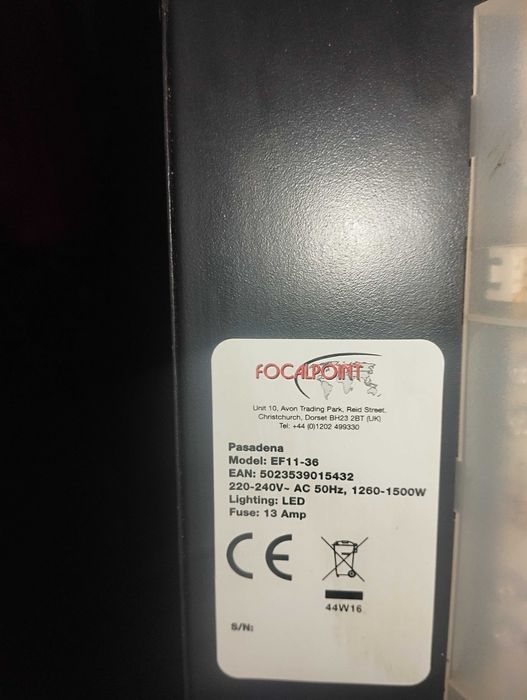 FOCALPOINT
Unit 10, Avon Trading Park, Reid Street,
Christchurch, Dorset BH23 2BT (UK)
Tel: +44 (0)1202 499330
Pasadena
Model: EF11-36
EAN: 5023539015432
220-240V~ AC 50Hz, 1260-1500W
Lighting: LED
Fuse: 13 Amp
CE
44W16
S/N: